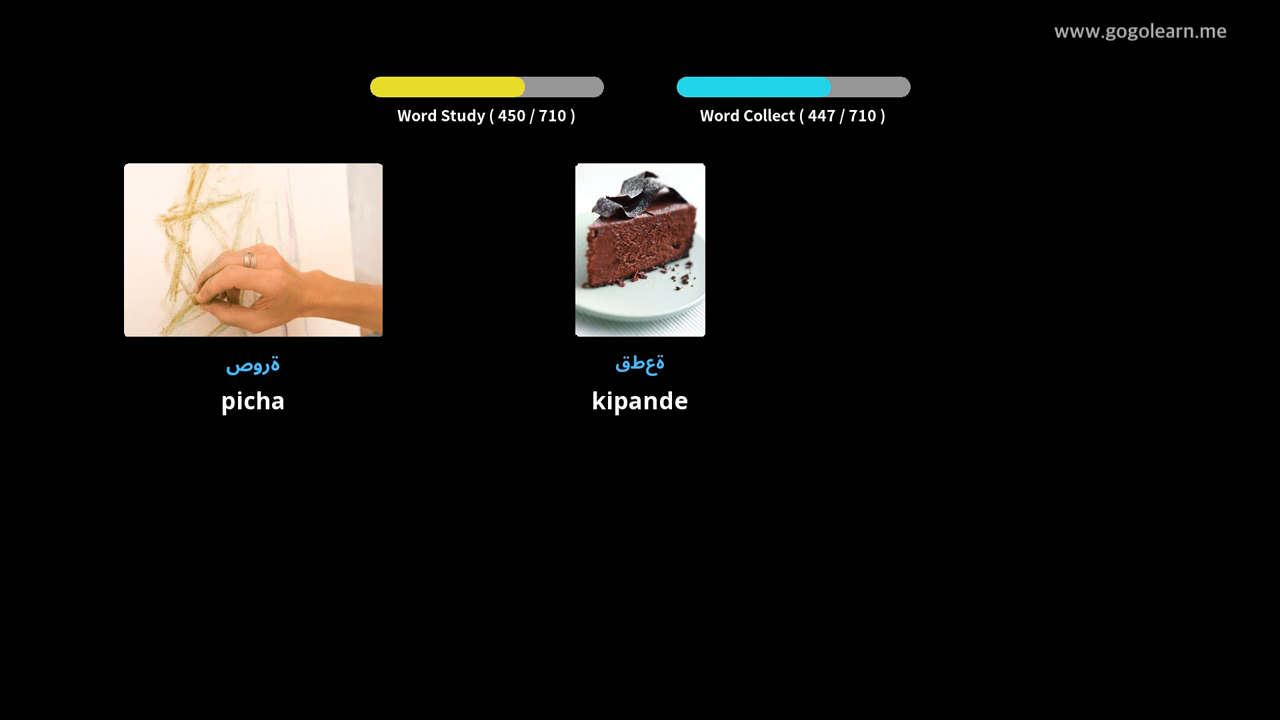 www.gogolearn.me
Word Study ( 450 / 710 )
Word Collect ( 447 / 710 )
ةروص
picha
ةعطق
kipande